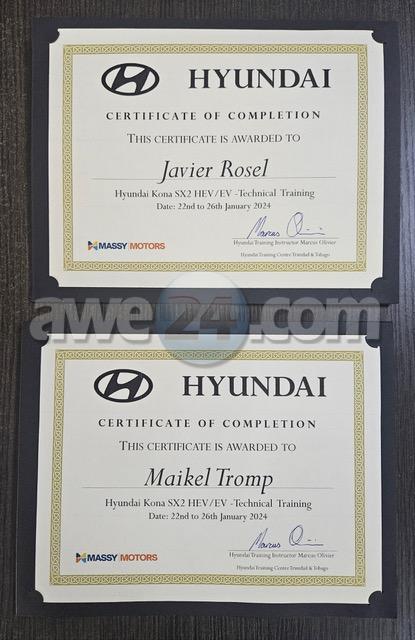 HYUNDAI
CERTIFICATE OF COMPLETION
THIS CERTIFICATE IS AWARDED TO
Javier Rosel
Hyundai Kona SX2 HEV/EV -Technical Training
Date: 22nd to 26th January 2024
Marcus
Hyundai Training Instructor Marcus Olivier
MASSY MOTORS
Hyundai Training Centre Trinidad & Tobago
awe24.com
HYUNDAI
CERTIFICATE OF COMPLETION
THIS CERTIFICATE IS AWARDED TO
Maikel Tromp
Hyundai Kona SX2 HEV/EV -Technical Training
Date: 22nd to 26th January 2024
Marcus
Hyundai Training Instructor Marcus Olivier
MASSY MOTORS
Hyundai Training Centre Trinidad & Tobago